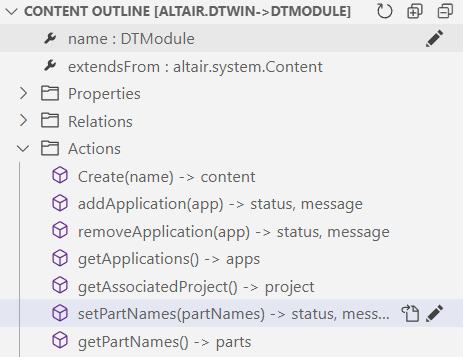 CONTENT OUTLINE [ALTAIR.DTWIN->DTMODULE]
name : DTModule
extendsFrom : altair.system.Content
Properties
Relations
Actions
Create(name) -> content
addApplication(app) -> status, message
removeApplication(app) -> status, message
getApplications() -> apps
getAssociatedProject() -> project
setPartNames(partNames) -> status, mess...
getPartNames() -> parts